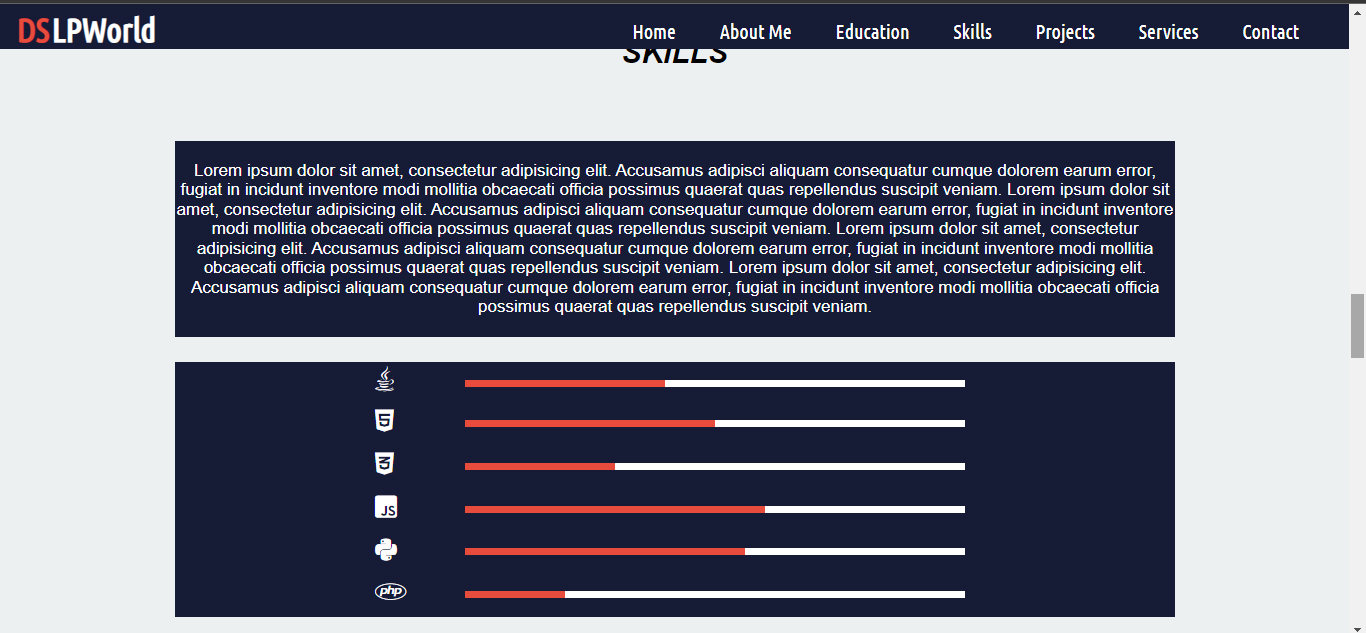 DSLPWorld
Home About Me Education Skills Projects Services Contact
SKILLS
Lorem ipsum dolor sit amet, consectetur adipisicing elit. Accusamus adipisci aliquam consequatur cumque dolorem earum error,
fugiat in incidunt inventore modi mollitia obcaecati officia possimus quaerat quas repellendus suscipit veniam. Lorem ipsum dolor sit
amet, consectetur adipisicing elit. Accusamus adipisci aliquam consequatur cumque dolorem earum error, fugiat in incidunt inventore
modi mollitia obcaecati officia possimus quaerat quas repellendus suscipit veniam. Lorem ipsum dolor sit amet, consectetur
adipisicing elit. Accusamus adipisci aliquam consequatur cumque dolorem earum error, fugiat in incidunt inventore modi mollitia
obcaecati officia possimus quaerat quas repellendus suscipit veniam. Lorem ipsum dolor sit amet, consectetur adipisicing elit.
Accusamus adipisci aliquam consequatur cumque dolorem earum error, fugiat in incidunt inventore modi mollitia obcaecati officia
possimus quaerat quas repellendus suscipit veniam.
5
3
JS
php